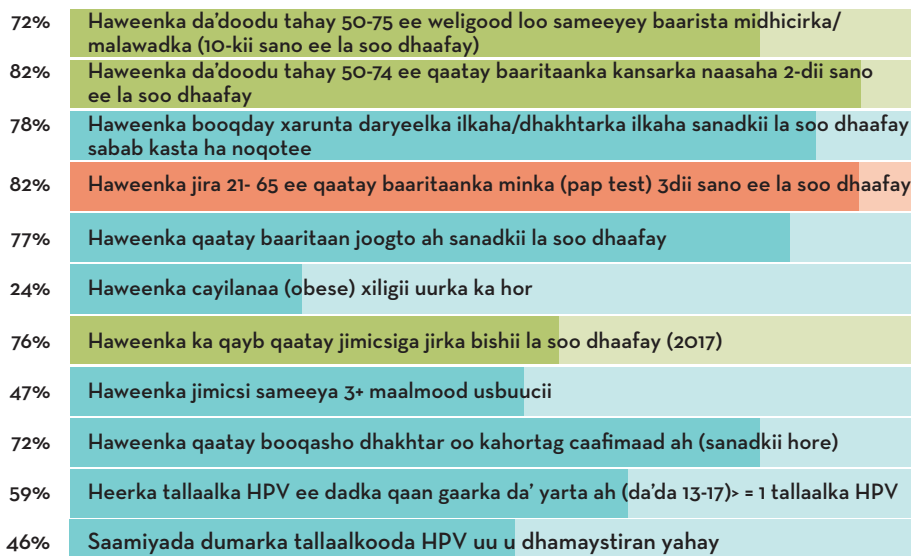 72% Haweenka da'doodu tahay 50-75 ee weligood loo sameeyey baarista midhicirka/
malawadka (10-kii sano ee la soo dhaafay)
82% Haweenka da'doodu tahay 50-74 ee qaatay baaritaanka kansarka naasaha 2-dii sano
ee la soo dhaafay
78% Haweenka booqday xarunta daryeelka ilkaha/dhakhtarka ilkaha sanadkii la soo dhaafay
sabab kasta ha noqotee
82% Haweenka jira 21- 65 ee qaatay baaritaanka minka (pap test) 3dii sano ee la soo dhaafay
77% Haweenka qaatay baaritaan joogto ah sanadkii la soo dhaafay
24% Haweenka cayilanaa (obese) xiligii uurka ka hor
76% Haweenka ka qayb qaatay jimicsiga jirka bishii la soo dhaafay (2017)
47% Haweenka jimicsi sameeya 3+ maalmood usbuucii
72% Haweenka qaatay booqasho dhakhtar oo kahortag caafimaad ah (sanadkii hore)
59% Heerka tallaalka HPV ee dadka qaan gaarka da' yarta ah (da'da 13-17)> = 1 tallaalka HPV
46% Saamiyada dumarka tallaalkooda HPV uu u dhamaystiran yahay